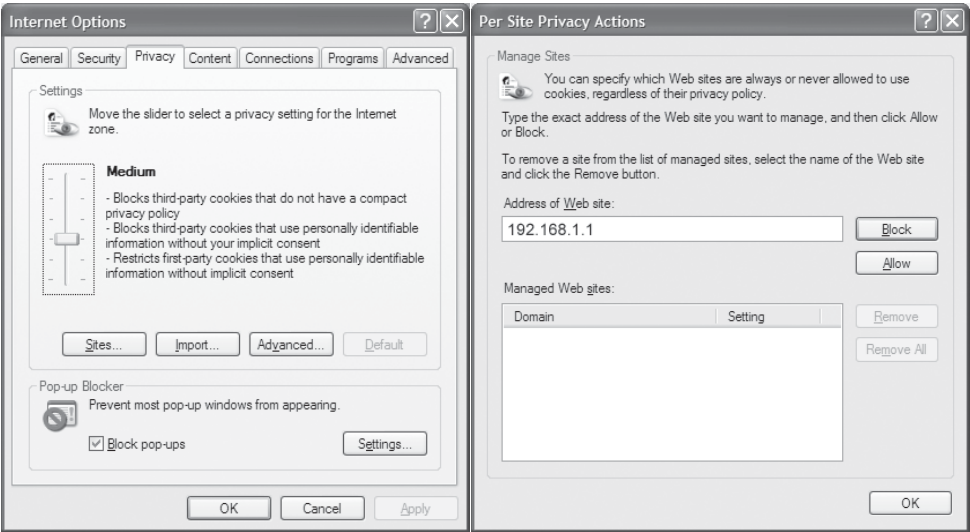 Internet Options
General Security Privacy Content Connections Programs Advanced
Settings
Move the slider to select a privacy setting for the Internet
zone.
Medium
- Blocks third-party cookies that do not have a compact
privacy policy
- Blocks third-party cookies that use personally identifiable
information without your implicit consent
- Restricts first-party cookies that use personally identifiable
information without implicit consent
Sites... Import... Advanced... Default
Pop-up Blocker
Prevent most pop-up windows from appearing.
Block pop-ups Settings...
OK Cancel Apply
Per Site Privacy Actions
Manage Sites
You can specify which Web sites are always or never allowed to use
cookies, regardless of their privacy policy.
Type the exact address of the Web site you want to manage, and then click Allow
or Block.
To remove a site from the list of managed sites, select the name of the Web site
and click the Remove button.
Address of Web site:
192.168.1.1 Block
Allow
Managed Web sites:
Domain Setting Remove
Remove All
OK